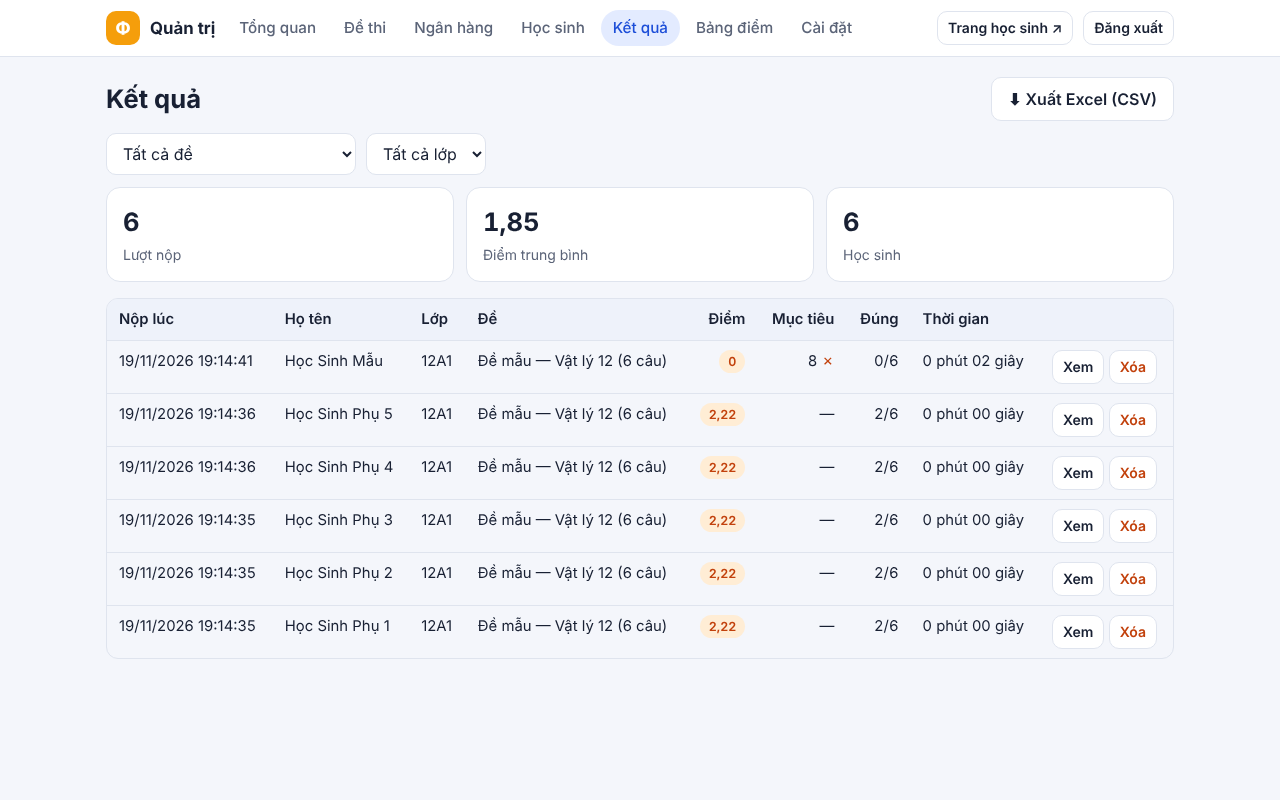 Φ Quản trị Tổng quan Đề thi Ngân hàng Học sinh Kết quả Bảng điểm Cài đặt Trang học sinh ↗ Đăng xuất
Kết quả ⬇ Xuất Excel (CSV)
Tất cả đề Tất cả lớp
6 1,85 6
Lượt nộp Điểm trung bình Học sinh
Nộp lúc Họ tên Lớp Đề Điểm Mục tiêu Đúng Thời gian
19/11/2026 19:14:41 Học Sinh Mẫu 12A1 Đề mẫu — Vật lý 12 (6 câu) 0 8 × 0/6 0 phút 02 giây Xem Xóa
19/11/2026 19:14:36 Học Sinh Phụ 5 12A1 Đề mẫu — Vật lý 12 (6 câu) 2,22 — 2/6 0 phút 00 giây Xem Xóa
19/11/2026 19:14:36 Học Sinh Phụ 4 12A1 Đề mẫu — Vật lý 12 (6 câu) 2,22 — 2/6 0 phút 00 giây Xem Xóa
19/11/2026 19:14:35 Học Sinh Phụ 3 12A1 Đề mẫu — Vật lý 12 (6 câu) 2,22 — 2/6 0 phút 00 giây Xem Xóa
19/11/2026 19:14:35 Học Sinh Phụ 2 12A1 Đề mẫu — Vật lý 12 (6 câu) 2,22 — 2/6 0 phút 00 giây Xem Xóa
19/11/2026 19:14:35 Học Sinh Phụ 1 12A1 Đề mẫu — Vật lý 12 (6 câu) 2,22 — 2/6 0 phút 00 giây Xem Xóa